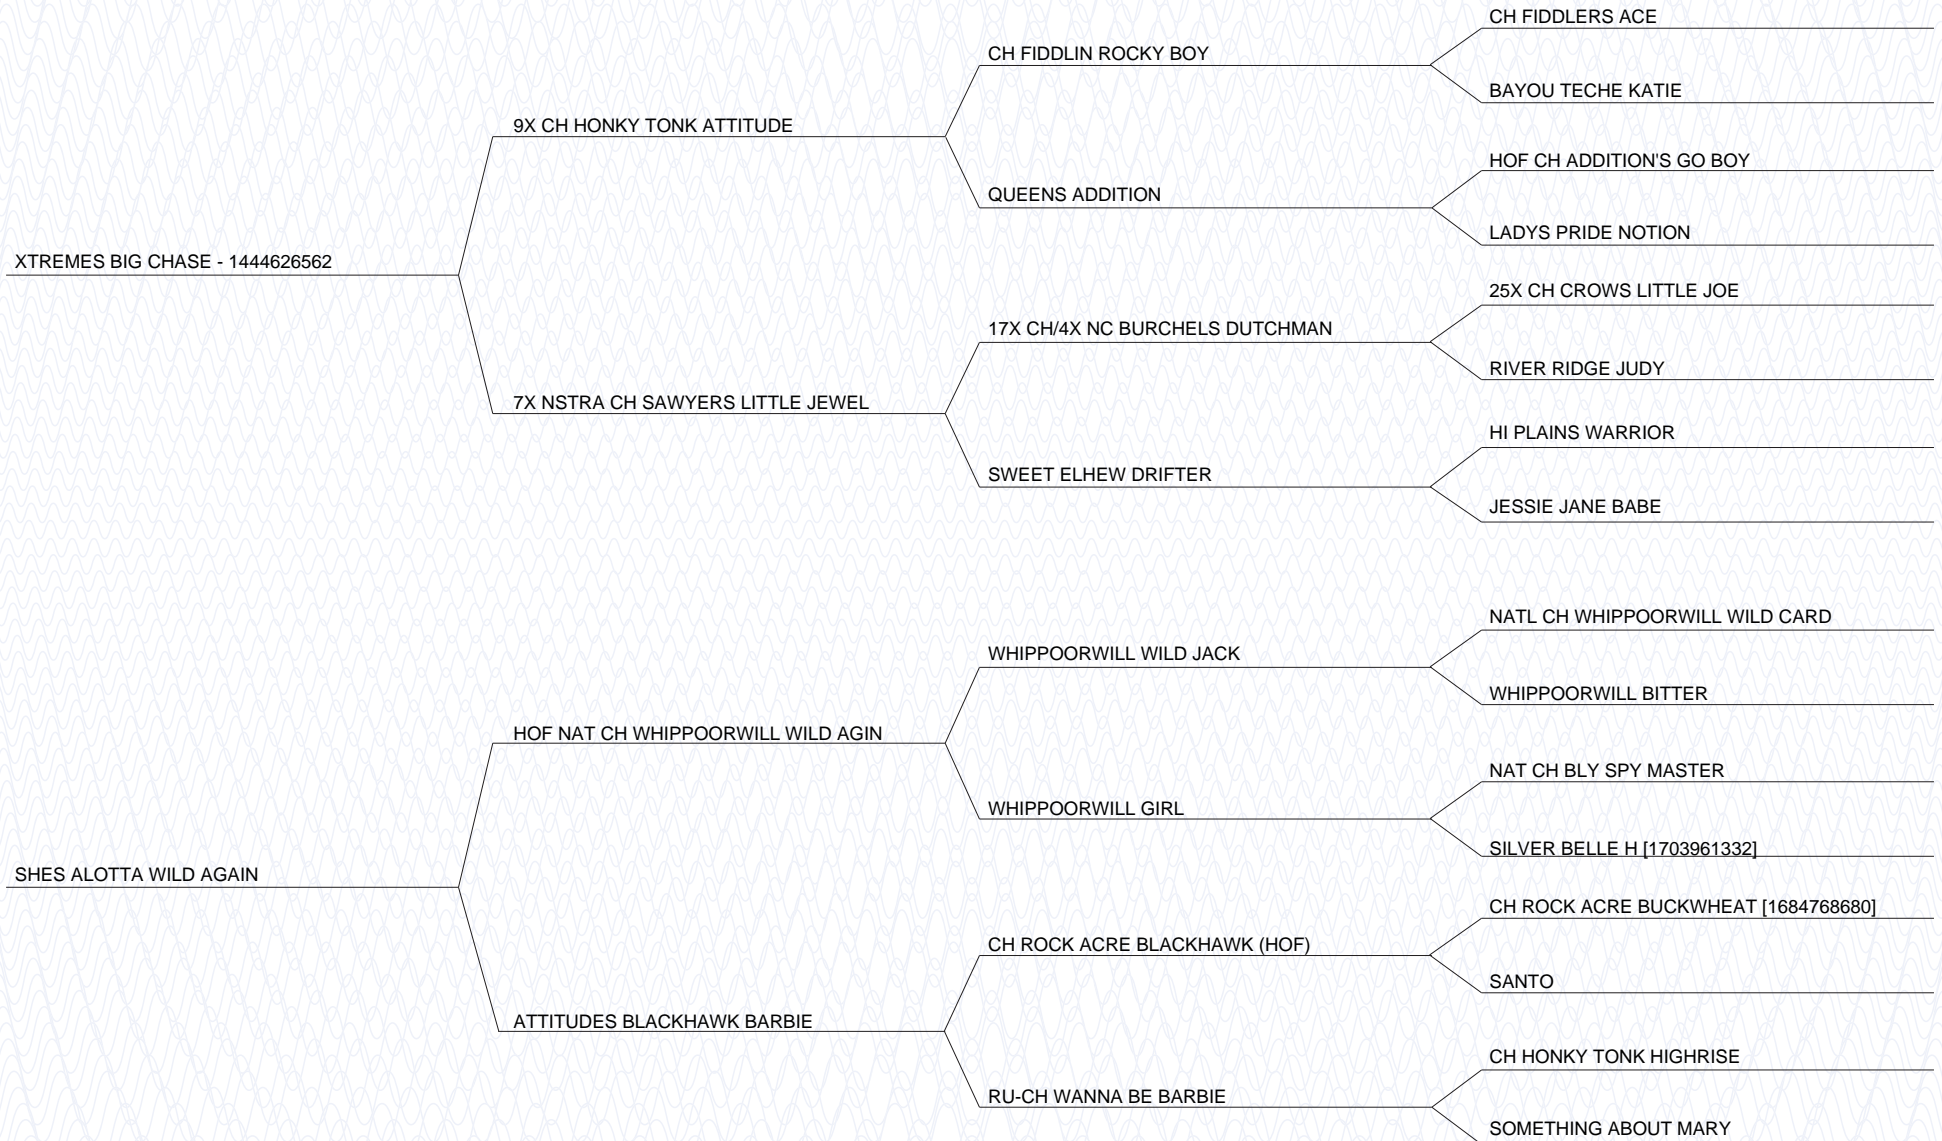 CH FIDDLERS ACE
CH FIDDLIN ROCKY BOY
BAYOU TECHE KATIE
9X CH HONKY TONK ATTITUDE
HOF CH ADDITION'S GO BOY
QUEENS ADDITION
LADYS PRIDE NOTION
XTREMES BIG CHASE - 1444626562
25X CH CROWS LITTLE JOE
17X CH/4X NC BURCHELS DUTCHMAN
RIVER RIDGE JUDY
7X NSTRA CH SAWYERS LITTLE JEWEL
HI PLAINS WARRIOR
SWEET ELHEW DRIFTER
JESSIE JANE BABE
NATL CH WHIPPOORWILL WILD CARD
WHIPPOORWILL WILD JACK
WHIPPOORWILL BITTER
HOF NAT CH WHIPPOORWILL WILD AGIN
NAT CH BLY SPY MASTER
WHIPPOORWILL GIRL
SILVER BELLE H [1703961332]
SHES ALOTTA WILD AGAIN
CH ROCK ACRE BUCKWHEAT [1684768680]
CH ROCK ACRE BLACKHAWK (HOF)
SANTO
ATTITUDES BLACKHAWK BARBIE
CH HONKY TONK HIGHRISE
RU-CH WANNA BE BARBIE
SOMETHING ABOUT MARY